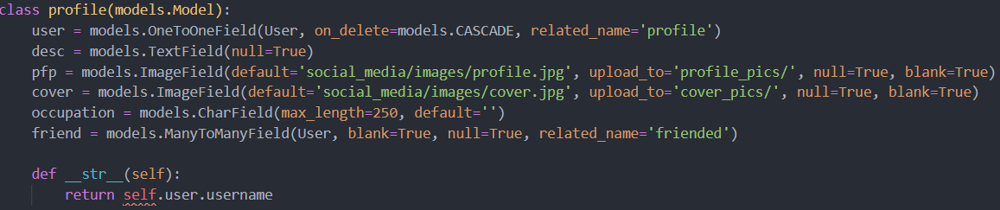 class profile(models.Model):
    user = models.OneToOneField(User, on_delete=models.CASCADE, related_name='profile')
    desc = models.TextField(null=True)
    pfp = models.ImageField(default='social_media/images/profile.jpg', upload_to='profile_pics/', null=True, blank=True)
    cover = models.ImageField(default='social_media/images/cover.jpg', upload_to='cover_pics/', null=True, blank=True)
    occupation = models.CharField(max_length=250, default='')
    friend = models.ManyToManyField(User, blank=True, null=True, related_name='friended')

    def __str__(self):
        return self.user.username